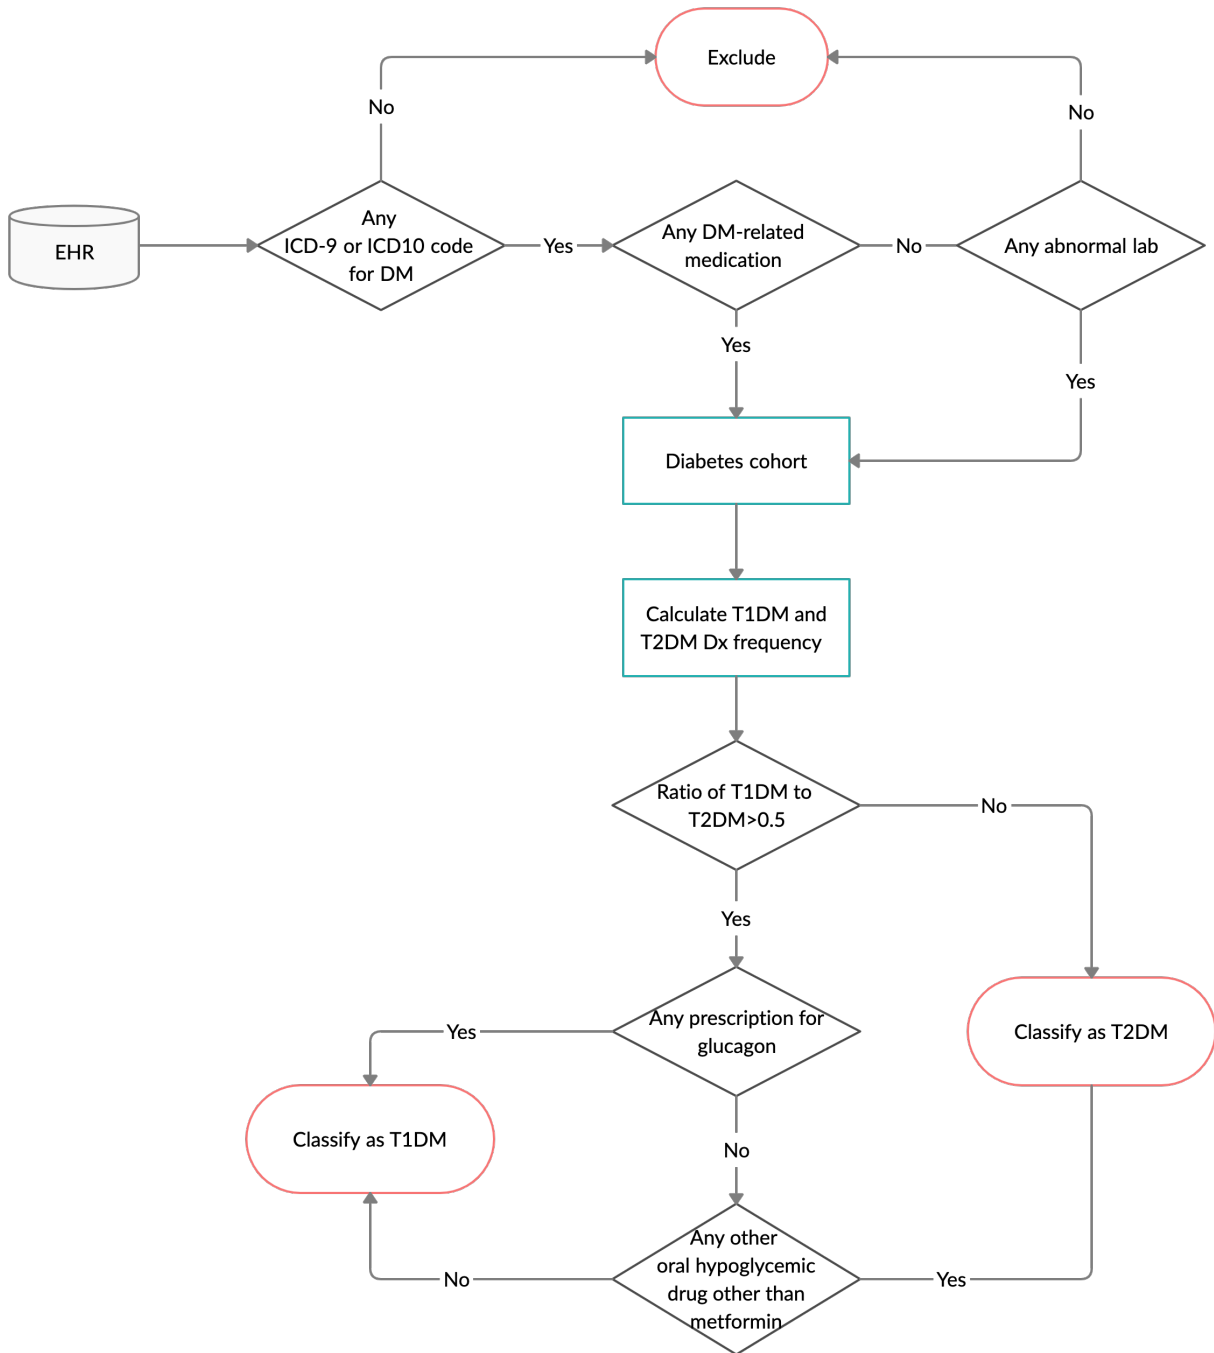 Exclude
No
No
Any
ICD-9 or ICD10 code
for DM
Any DM-related
medication
Any abnormal lab
EHR
Yes
No
Yes
Yes
Diabetes cohort
Calculate T1DM and
T2DM Dx frequency
Ratio of T1DM to
T2DM>0.5
No
Yes
Any prescription for
glucagon
Yes
Classify as T2DM
Classify as T1DM
No
Any other
oral hypoglycemic
drug other than
metformin
No
Yes